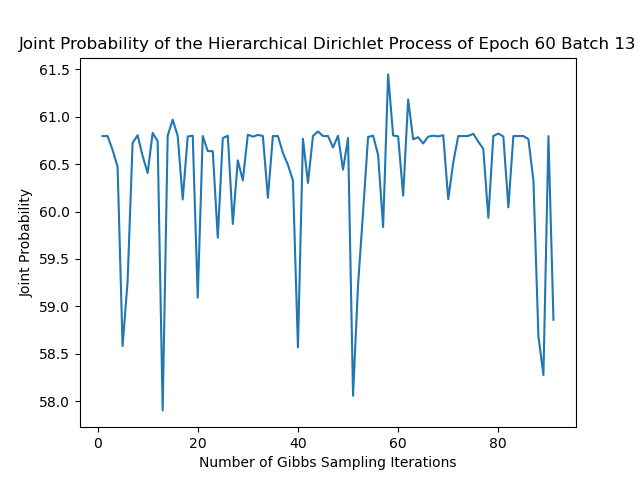 Joint Probability of the Hierarchical Dirichlet Process of Epoch 60 Batch 13
61.5
61.0
60.5
60.0
59.5
59.0
58.5
58.0
Joint Probability
0 20 40 60 80
Number of Gibbs Sampling Iterations